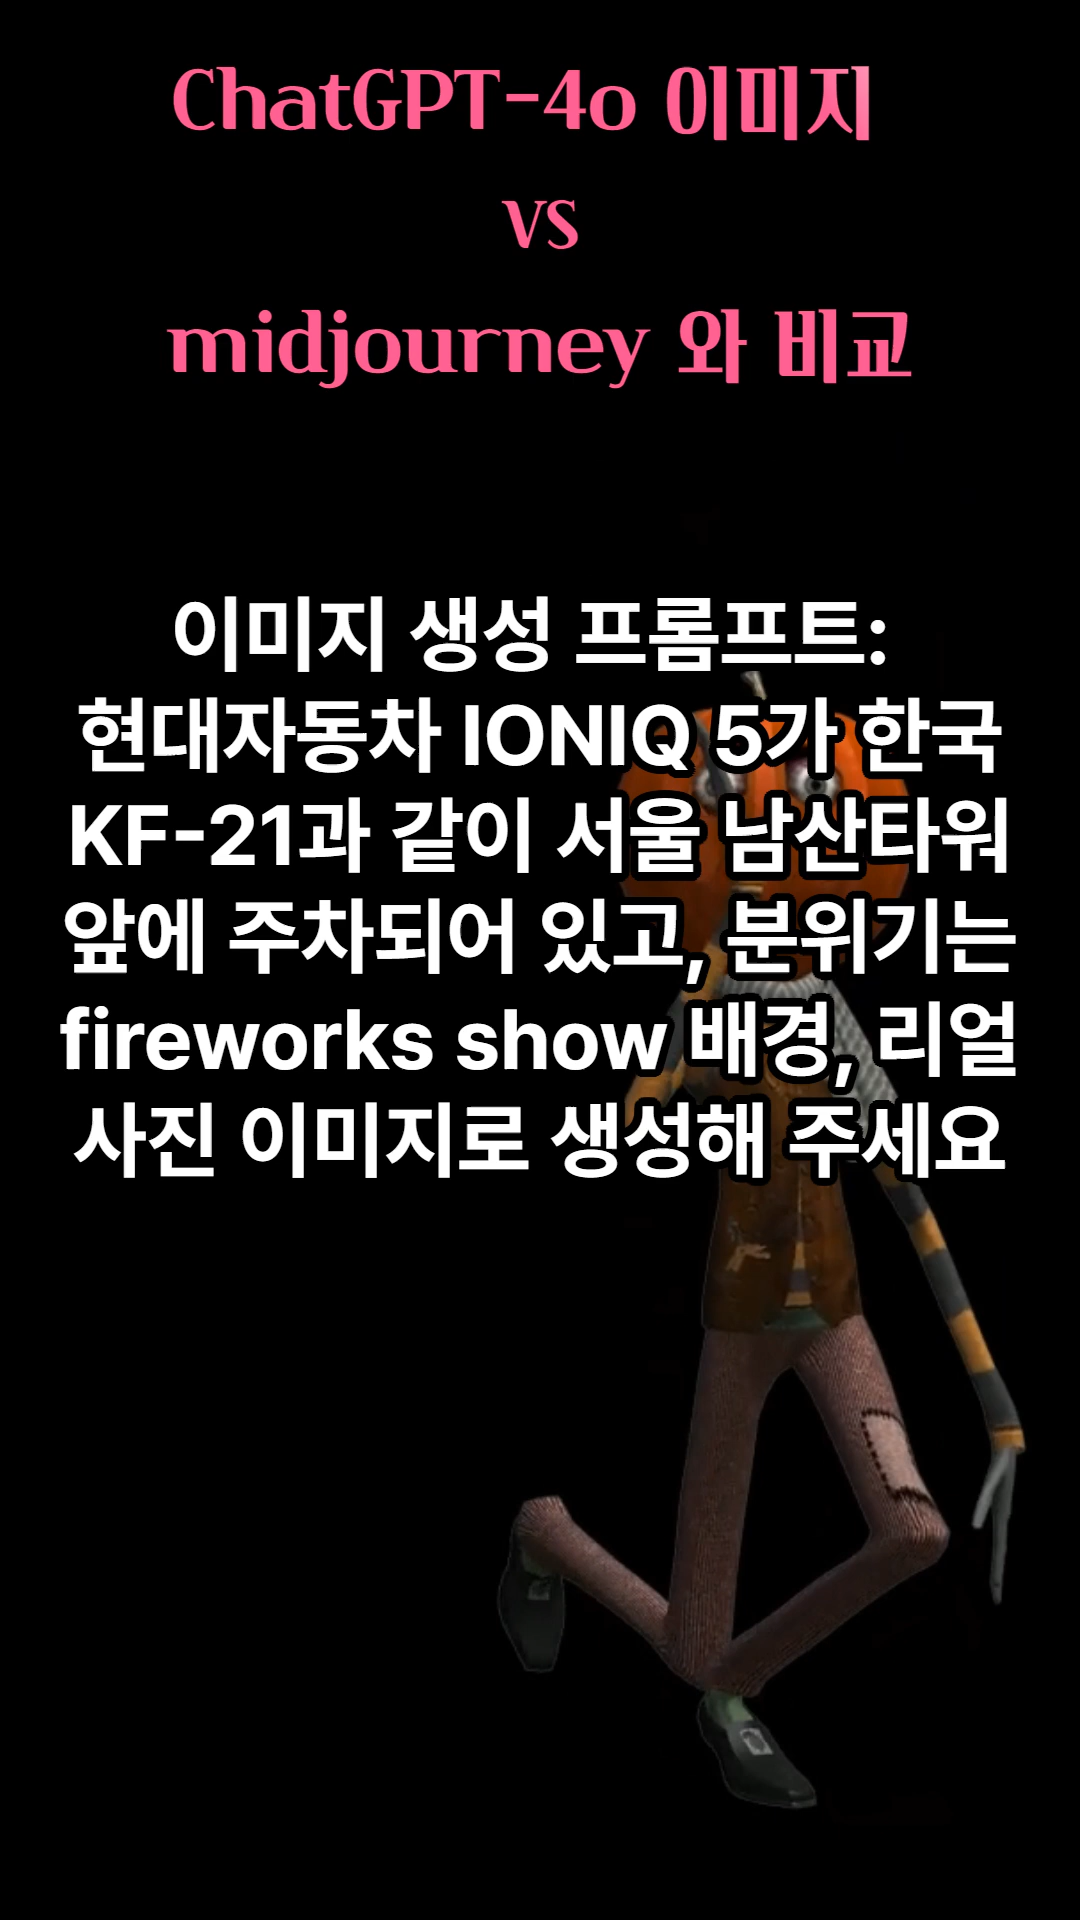 ChatGPT-4o 이미지
vs
midjourney 와 비교
이미지 생성 프롬프트:
현대자동차 IONIQ 5가 한국
KF-21과 같이 서울 남산타워
앞에 주차되어 있고, 분위기는
fireworks show 배경, 리얼
사진 이미지로 생성해 주세요